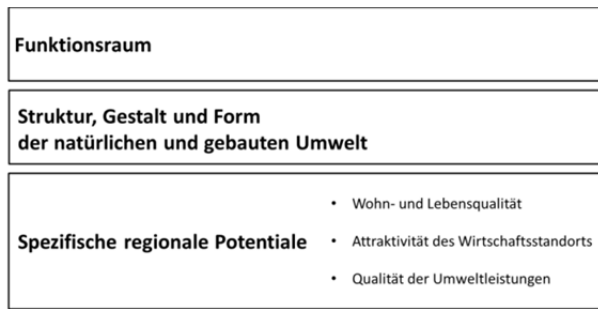 Funktionsraum
Struktur, Gestalt und Form
der natürlichen und gebauten Umwelt
Spezifische regionale Potentiale
• Wohn- und Lebensqualität
• Attraktivität des Wirtschaftsstandorts
• Qualität der Umweltleistungen